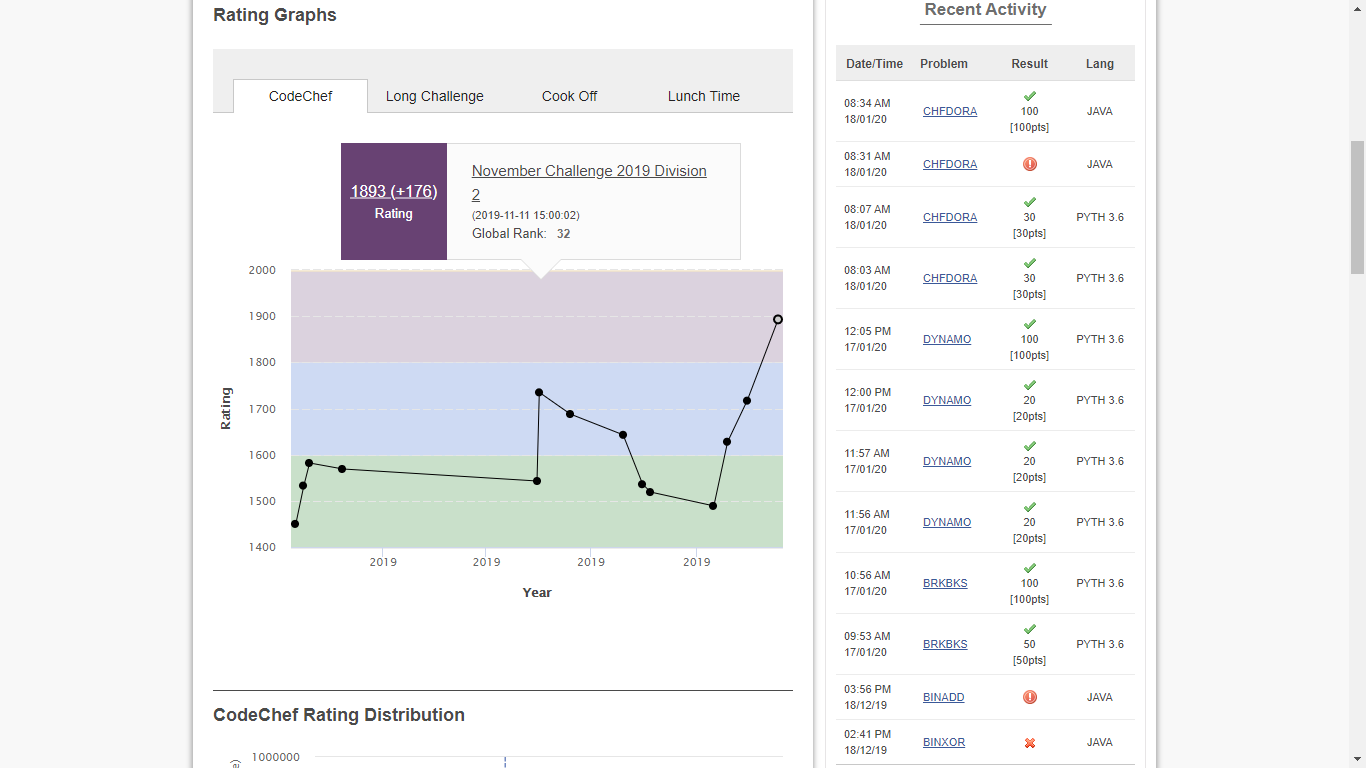 Rating Graphs
CodeChef Long Challenge Cook Off Lunch Time
1893 (+176)
Rating
November Challenge 2019 Division
2
(2019-11-11 15:00:02)
Global Rank: 32
2000
1900
1800
1700
1600
1500
1400
Rating
2019 2019 2019 2019
Year
CodeChef Rating Distribution
1000000
Recent Activity
Date/Time Problem Result Lang
08:34 AM
18/01/20
CHFDORA
100
[100pts]
JAVA
08:31 AM
18/01/20
CHFDORA
JAVA
08:07 AM
18/01/20
CHFDORA
30
[30pts]
PYTH 3.6
08:03 AM
18/01/20
CHFDORA
30
[30pts]
PYTH 3.6
12:05 PM
17/01/20
DYNAMO
100
[100pts]
PYTH 3.6
12:00 PM
17/01/20
DYNAMO
20
[20pts]
PYTH 3.6
11:57 AM
17/01/20
DYNAMO
20
[20pts]
PYTH 3.6
11:56 AM
17/01/20
DYNAMO
20
[20pts]
PYTH 3.6
10:56 AM
17/01/20
BRKBKS
100
[100pts]
PYTH 3.6
09:53 AM
17/01/20
BRKBKS
50
[50pts]
PYTH 3.6
03:56 PM
18/12/19
BINADD
JAVA
02:41 PM
18/12/19
BINXOR
JAVA